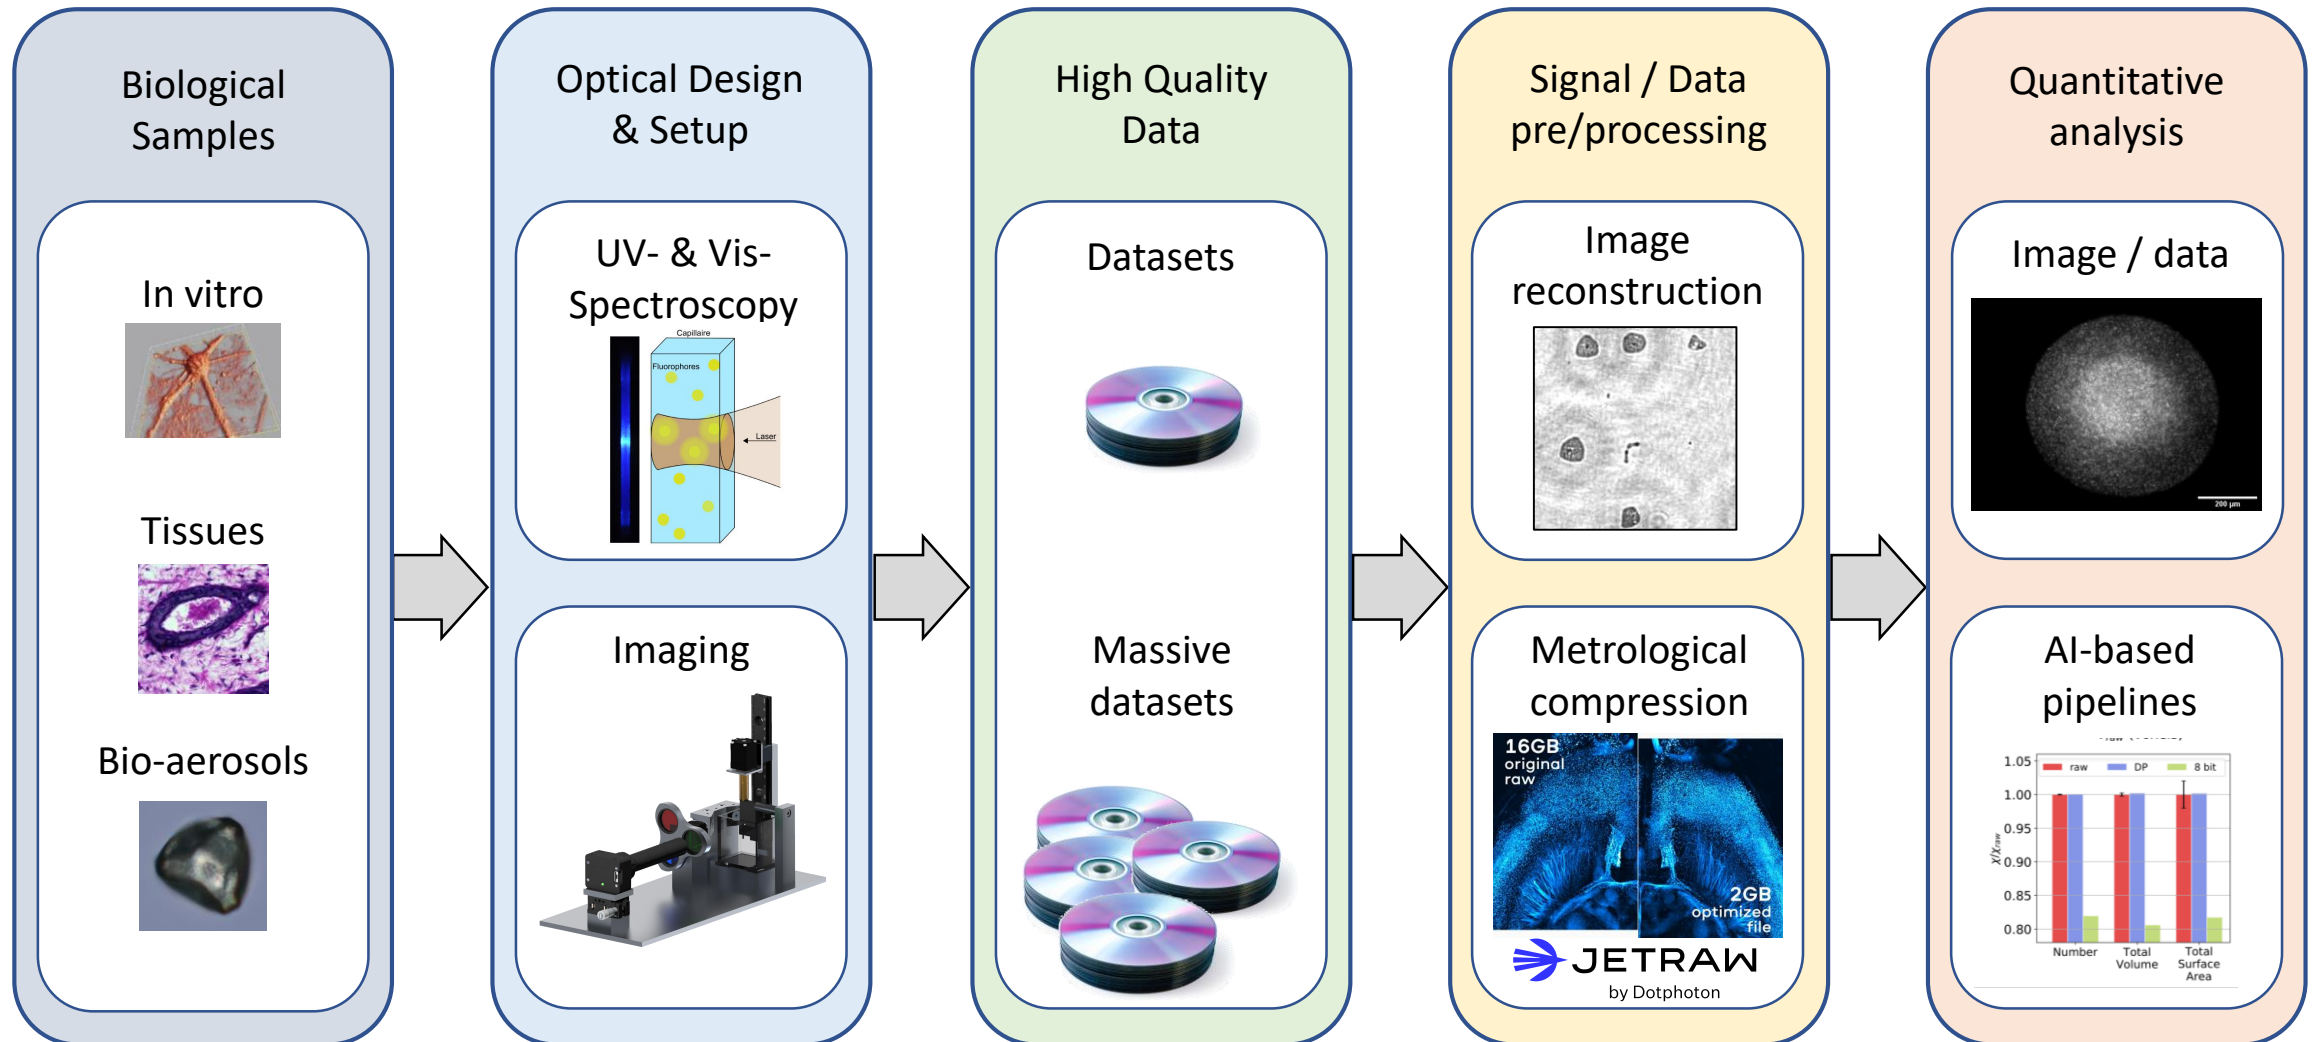 Biological
Samples
In vitro
Tissues
Bio-aerosols
Optical Design
& Setup
UV- & Vis-
Spectroscopy
Capillaire
Fluorophores
Laser
Imaging
High Quality
Data
Datasets
Massive
datasets
Signal / Data
pre/processing
Image
reconstruction
Metrological
compression
16GB
original
raw
2GB
optimized
file
JETRAW
by Dotphoton
Quantitative
analysis
Image / data
200 µm
AI-based
pipelines
raw DP 8 bit
1.05
1.00
0.95
0.90
0.85
0.80
χ/χraw
Number
Total
Volume
Total
Surface
Area